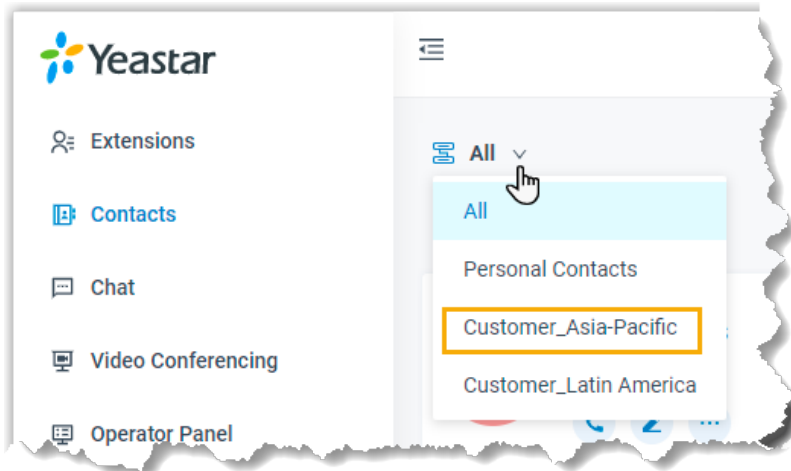 Yeastar
Extensions
Contacts
Chat
Video Conferencing
Operator Panel
All
All
Personal Contacts
Customer_Asia-Pacific
Customer_Latin America